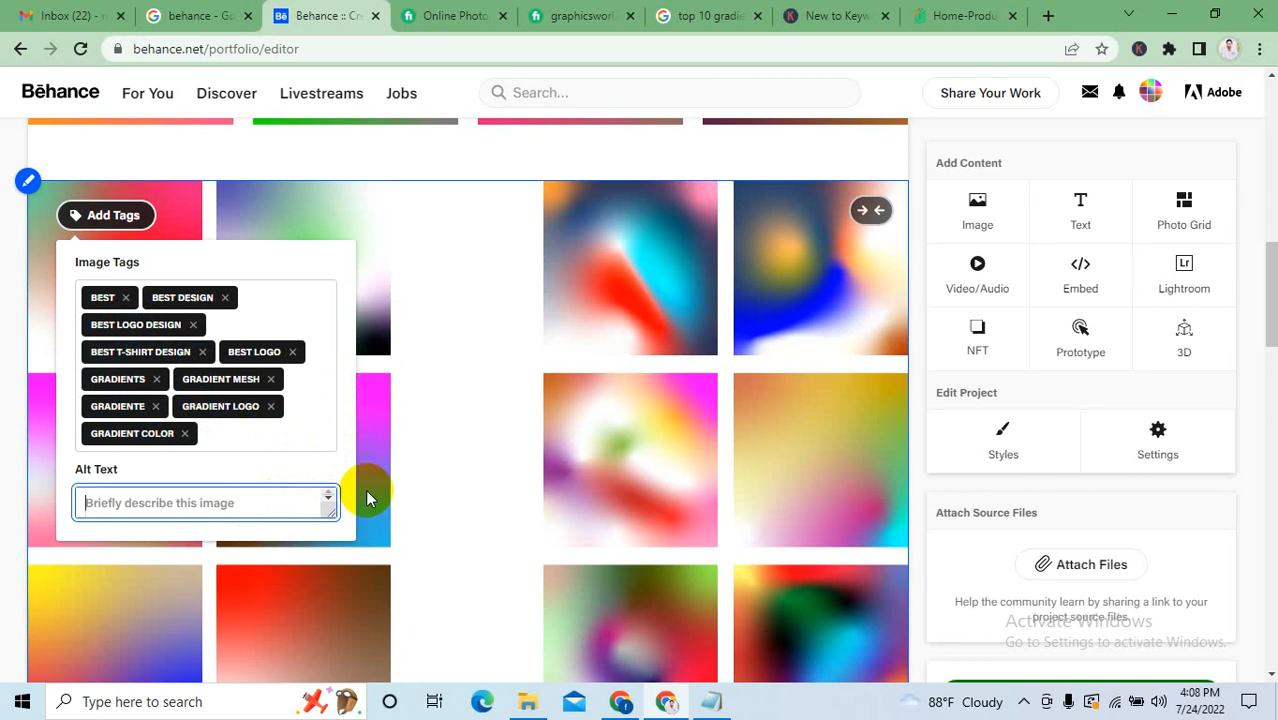 Inbox (22) -
behance - Go
Behance :: Cre
Online Photo
graphicsworl
top 10 gradie
New to Keyw
Home-Produ
behance.net/portfolio/editor
Bēhance
For You
Discover
Livestreams
Jobs
Search...
Share Your Work
Adobe
Add Content
Image
Text
Photo Grid
Video/Audio
Embed
Lightroom
NFT
Prototype
3D
Edit Project
Styles
Settings
Attach Source Files
Attach Files
Help the community learn by sharing a link to your
project source files.
Activate Windows
Go to Settings to activate Windows.
Add Tags
Image Tags
BEST × BEST DESIGN ×
BEST LOGO DESIGN ×
BEST T-SHIRT DESIGN × BEST LOGO ×
GRADIENTS × GRADIENT MESH ×
GRADIENTE × GRADIENT LOGO ×
GRADIENT COLOR ×
Alt Text
Briefly describe this image
Type here to search
88°F Cloudy
4:08 PM
7/24/2022